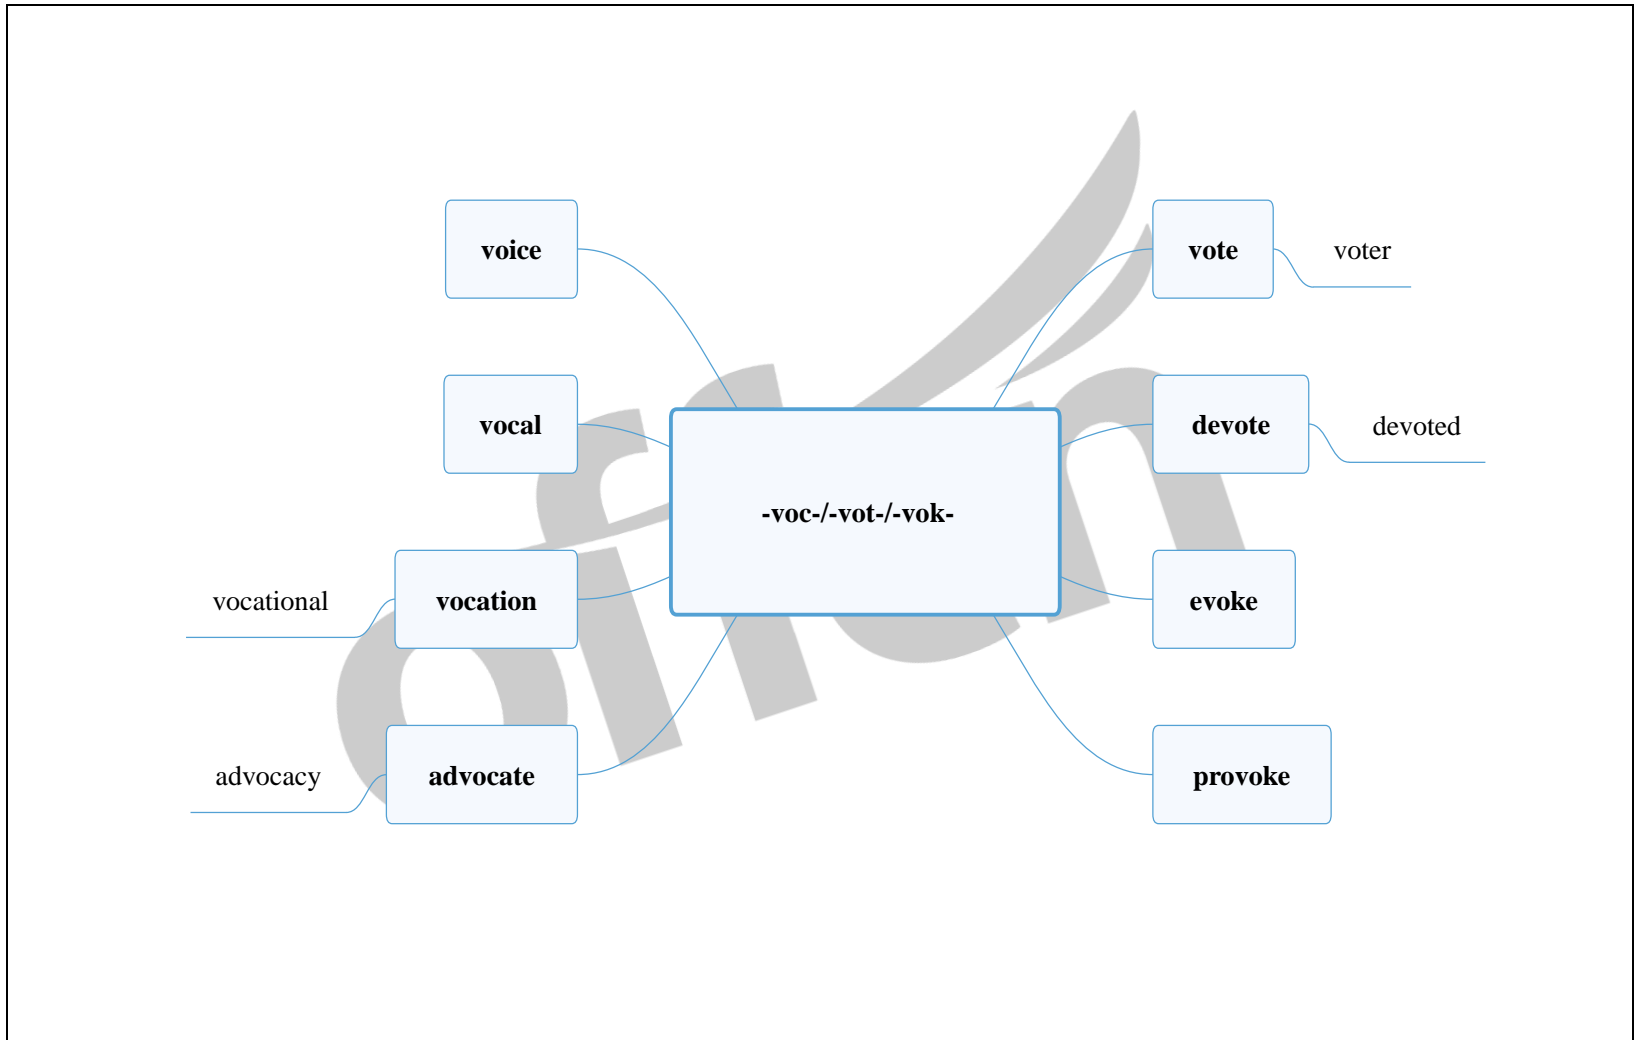 voice
vocal
vocation
vocational
advocate
advocacy
-voc-/-vot-/-vok-
vote
voter
devote
devoted
evoke
provoke